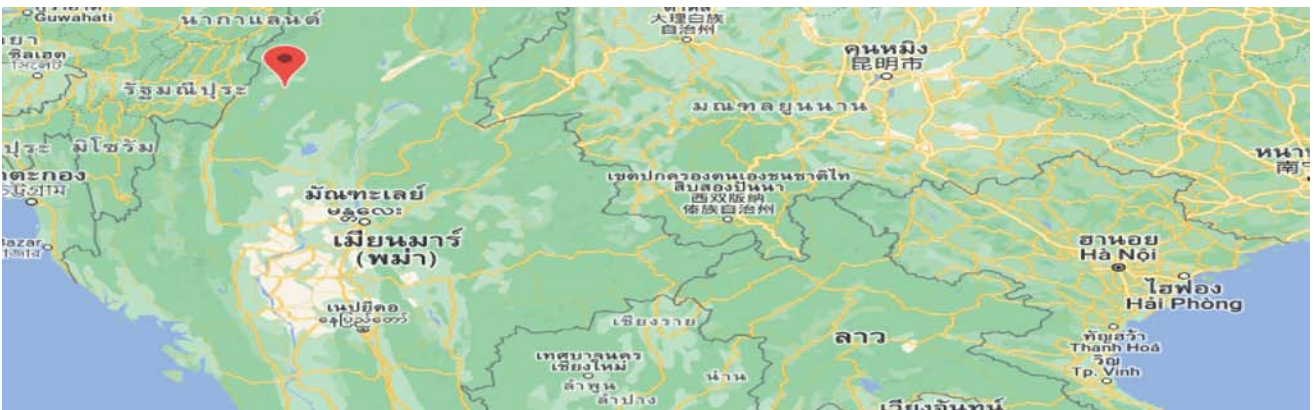 Guwahati
นากาแลนด์
ซิลเฮต
รัฐมณีปุระ
มิโซรัม
大理白族
自治州
คุนหมิง
昆明市
มณฑลยูนนาน
เขตปกครองตนเองชนชาติไท
สิบสองปันนา
西双版纳
傣族自治州
มัณฑะเลย์
မန္တလေး
เมียนมาร์
(พม่า)
เนปยีดอ
နေပြည်တော်
เชียงราย
เทศบาลนคร
เชียงใหม่
ลำพูน
ลำปาง
น่าน
ลาว
เวียงจันทน์
ฮานอย
Hà Nội
ไฮฟอง
Hải Phòng
ทัญฮว้า
Thanh Hoá
วิญ
Tp. Vinh